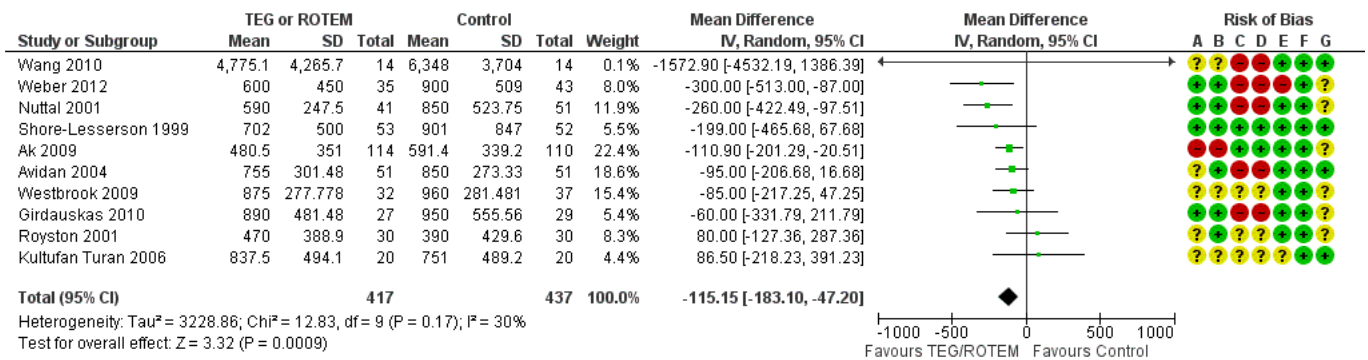 TEG or ROTEM Control Mean Difference Mean Difference Risk of Bias
Study or Subgroup Mean SD Total Mean SD Total Weight IV, Random, 95% CI IV, Random, 95% CI A B C D E F G
Wang 2010 4,775.1 4,265.7 14 6,348 3,704 14 0.1% -1572.90 [-4532.19, 1386.39] ? ? - - + + +
Weber 2012 600 450 35 900 509 43 8.0% -300.00 [-513.00, -87.00] + + - - - + ?
Nuttal 2001 590 247.5 41 850 523.75 51 11.9% -260.00 [-422.49, -97.51] + + - - + + ?
Shore-Lesserson 1999 702 500 53 901 847 52 5.5% -199.00 [-465.68, 67.68] + + + + + + +
Ak 2009 480.5 351 114 591.4 339.2 110 22.4% -110.90 [-201.29, -20.51] - - + + + + ?
Avidan 2004 755 301.48 51 850 273.33 51 18.6% -95.00 [-206.68, 16.68] ? + - - + + ?
Westbrook 2009 875 277.778 32 960 281.481 37 15.4% -85.00 [-217.25, 47.25] ? ? ? ? + + ?
Girdauskas 2010 890 481.48 27 950 555.56 29 5.4% -60.00 [-331.79, 211.79] + + - - + + ?
Royston 2001 470 388.9 30 390 429.6 30 8.3% 80.00 [-127.36, 287.36] ? + ? ? + + ?
Kultufan Turan 2006 837.5 494.1 20 751 489.2 20 4.4% 86.50 [-218.23, 391.23] ? ? ? ? ? + +
Total (95% CI) 417 437 100.0% -115.15 [-183.10, -47.20]
Heterogeneity: Tau² = 3228.86; Chi² = 12.83, df = 9 (P = 0.17); I² = 30%
Test for overall effect: Z = 3.32 (P = 0.0009)
-1000 -500 0 500 1000
Favours TEG/ROTEM Favours Control